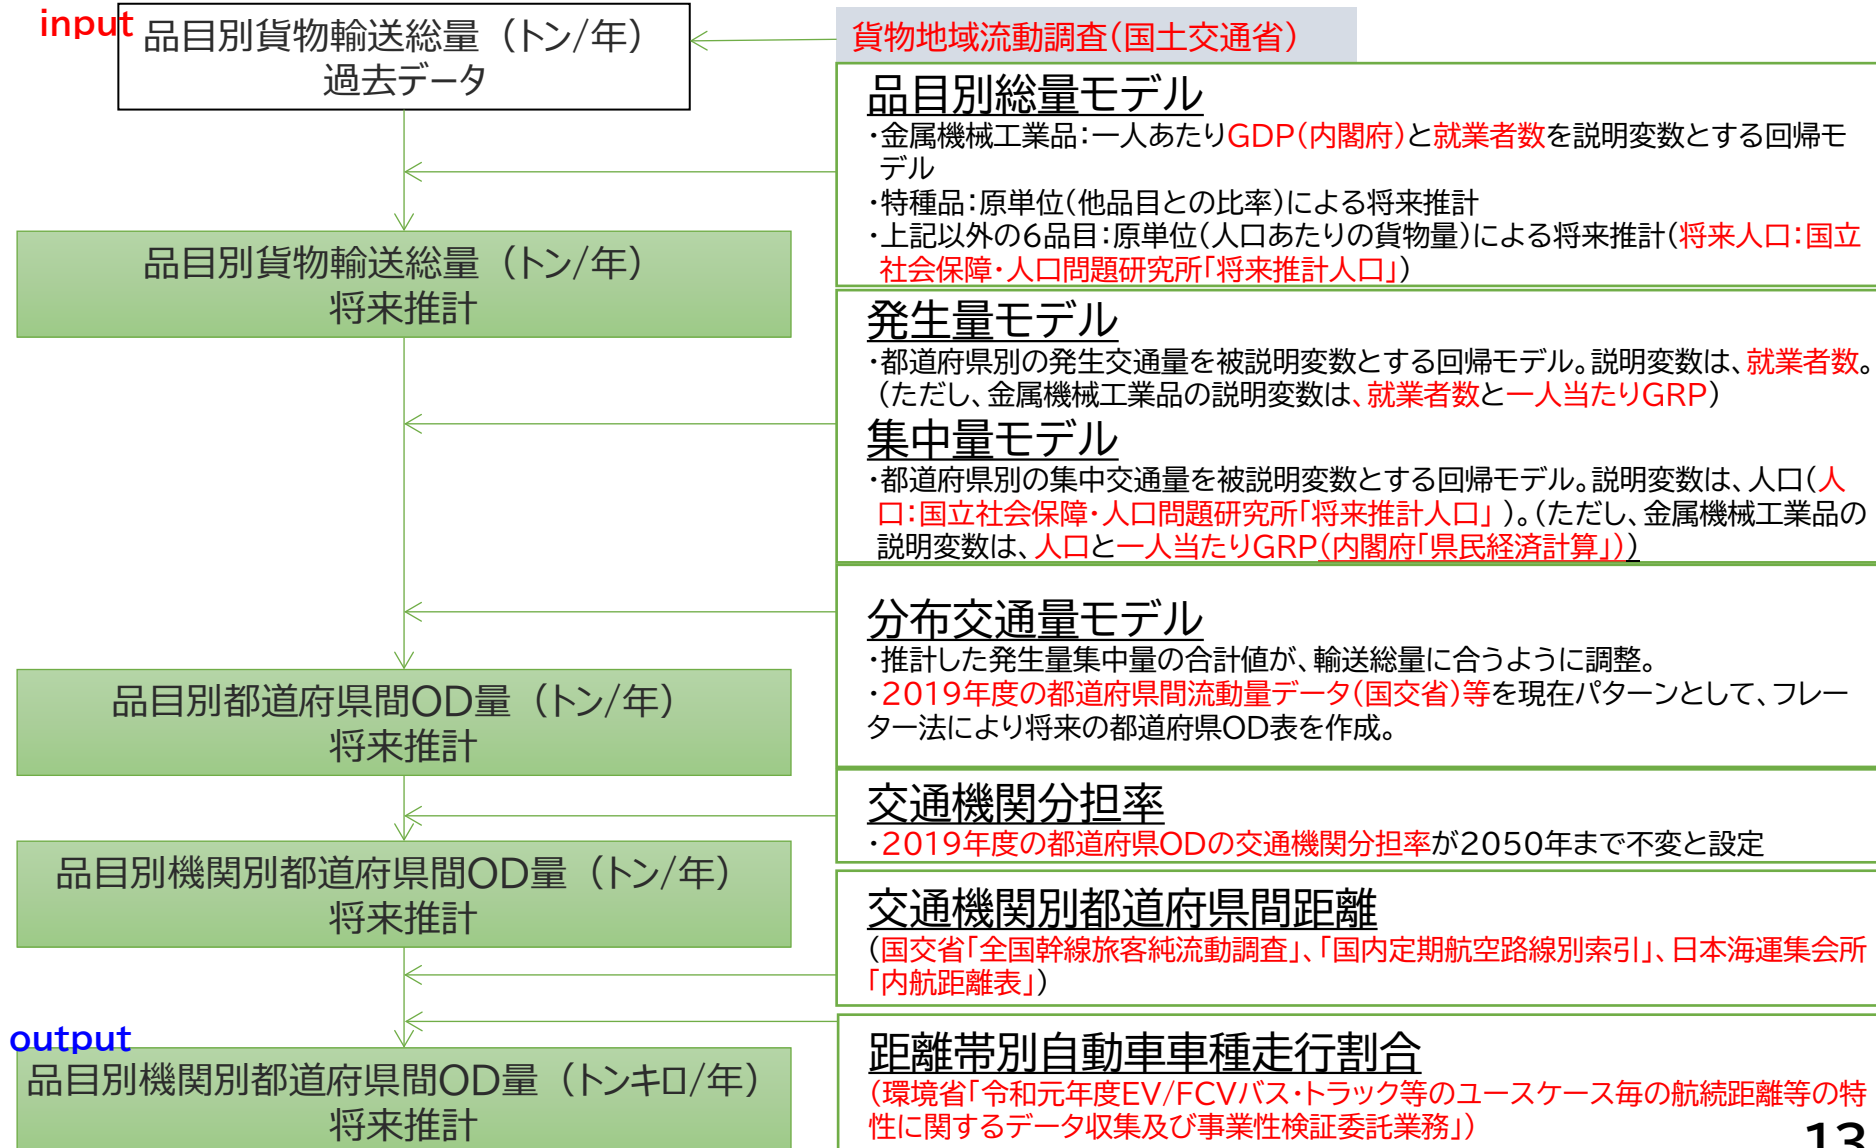 input
品目別貨物輸送総量（トン/年）
過去データ
貨物地域流動調査（国土交通省）
品目別総量モデル
・金属機械工業品：一人あたりGDP（内閣府）と就業者数を説明変数とする回帰モ
デル
・特種品：原単位（他品目との比率）による将来推計
・上記以外の6品目：原単位（人口あたりの貨物量）による将来推計（将来人口：国立
社会保障・人口問題研究所「将来推計人口」）
品目別貨物輸送総量（トン/年）
将来推計
発生量モデル
・都道府県別の発生交通量を被説明変数とする回帰モデル。説明変数は、就業者数。
（ただし、金属機械工業品の説明変数は、就業者数と一人当たりGRP）
集中量モデル
・都道府県別の集中交通量を被説明変数とする回帰モデル。説明変数は、人口（人
口：国立社会保障・人口問題研究所「将来推計人口」）。（ただし、金属機械工業品の
説明変数は、人口と一人当たりGRP（内閣府「県民経済計算」））
分布交通量モデル
・推計した発生量集中量の合計値が、輸送総量に合うように調整。
・2019年度の都道府県間流動量データ（国交省）等を現在パターンとして、フレー
ター法により将来の都道府県OD表を作成。
品目別都道府県間OD量（トン/年）
将来推計
交通機関分担率
・2019年度の都道府県ODの交通機関分担率が2050年まで不変と設定
品目別機関別都道府県間OD量（トン/年）
将来推計
交通機関別都道府県間距離
（国交省「全国幹線旅客純流動調査」、「国内定期航空路線別索引」、日本海運集会所
「内航距離表」）
output
品目別機関別都道府県間OD量（トンキロ/年）
将来推計
距離帯別自動車車種走行割合
（環境省「令和元年度EV/FCVバス・トラック等のユースケース毎の航続距離等の特
性に関するデータ収集及び事業性検証委託業務」）
13